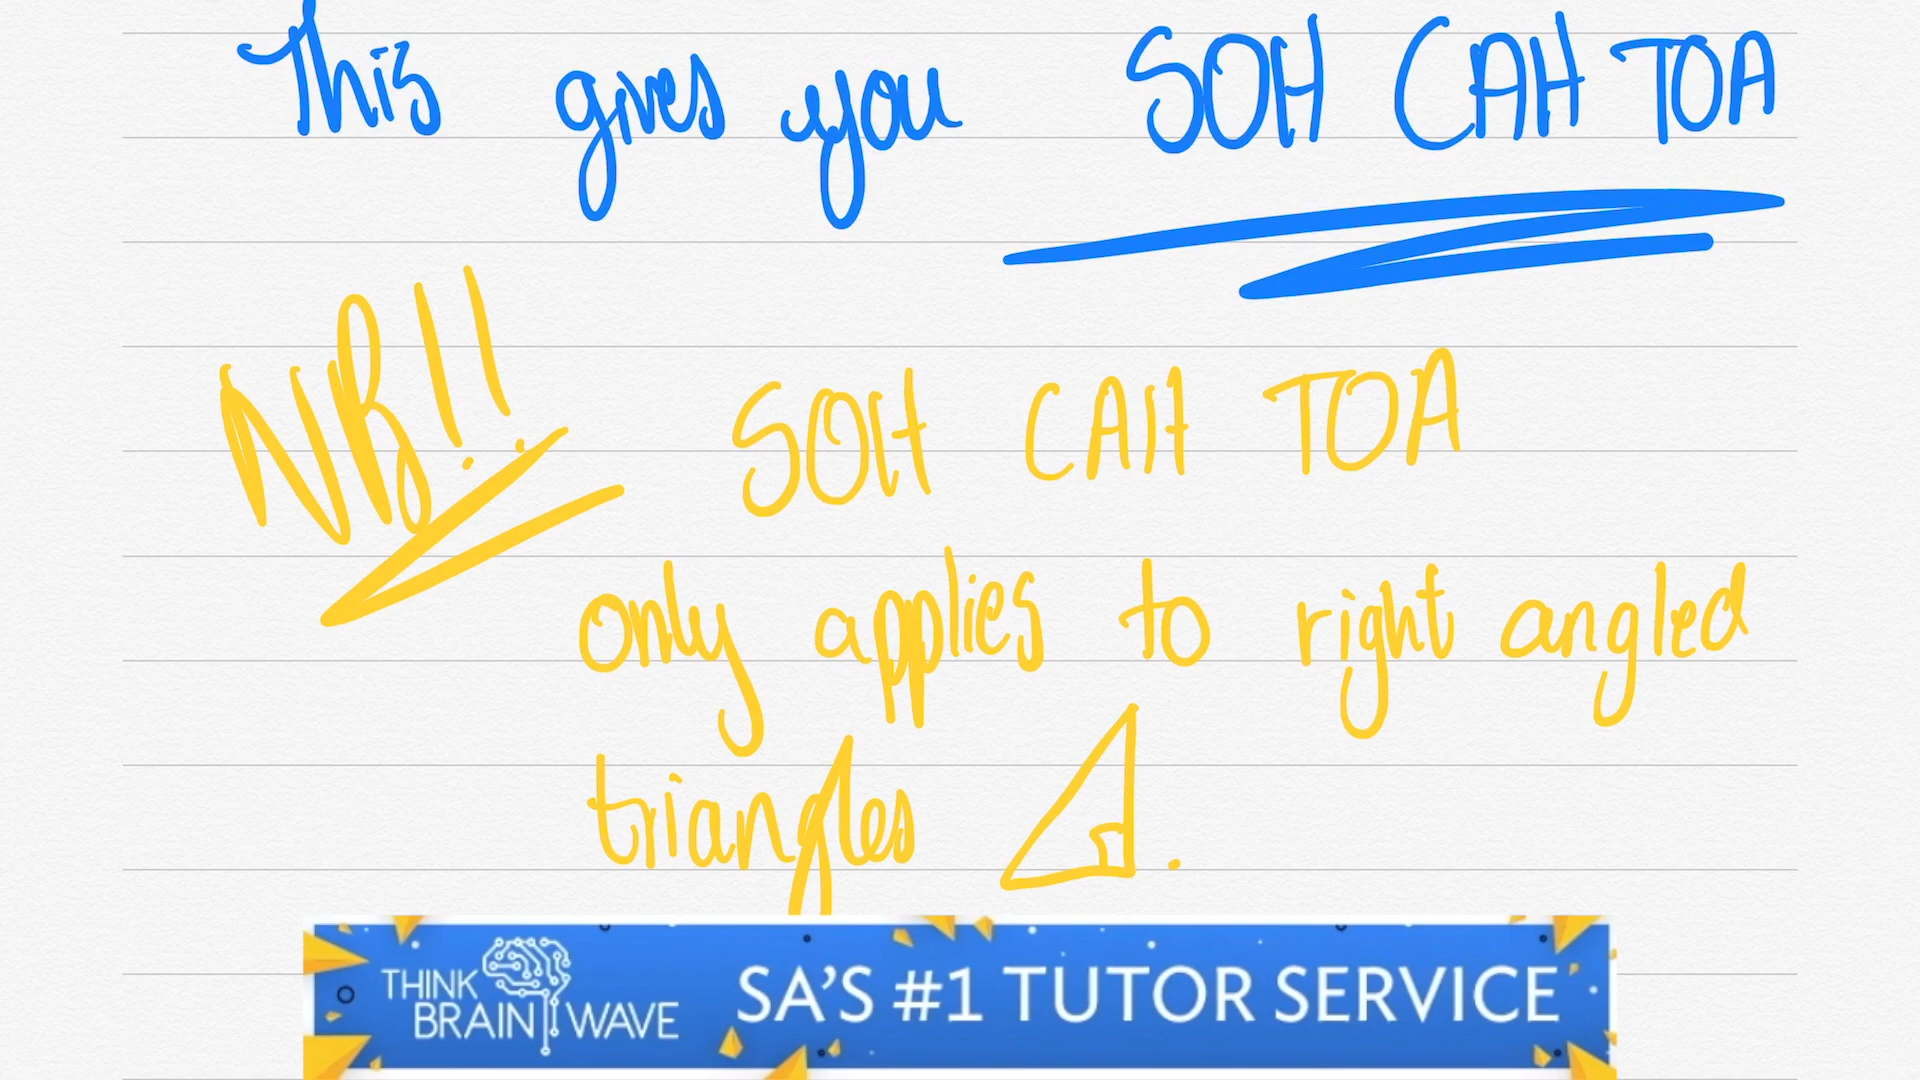 This gives you SOH CAH TOA
NB!! SOH CAH TOA
only applies to right angled
triangles .
THINK
BRAIN WAVE
SA'S #1 TUTOR SERVICE